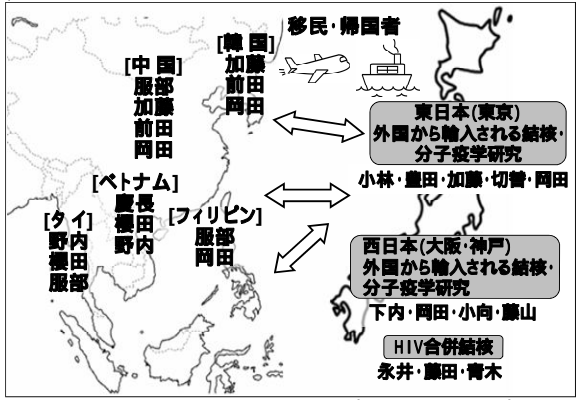 移民・帰国者
[韓 国]
加 藤
前 田
岡 田
[中 国]
服 部
加 藤
前 田
岡 田
東日本(東京)
外国から輸入される結核・
分子疫学研究
小林・豊田・加藤・切替・岡田
[ベトナム]
慶 長
櫻 田
野 内
[タ イ]
野 内
櫻 田
服 部
[フィリピン]
服 部
岡 田
西日本(大阪・神戸)
外国から輸入される結核・
分子疫学研究
下内・岡田・小向・藤山
HIV合併結核
永井・藤田・青木